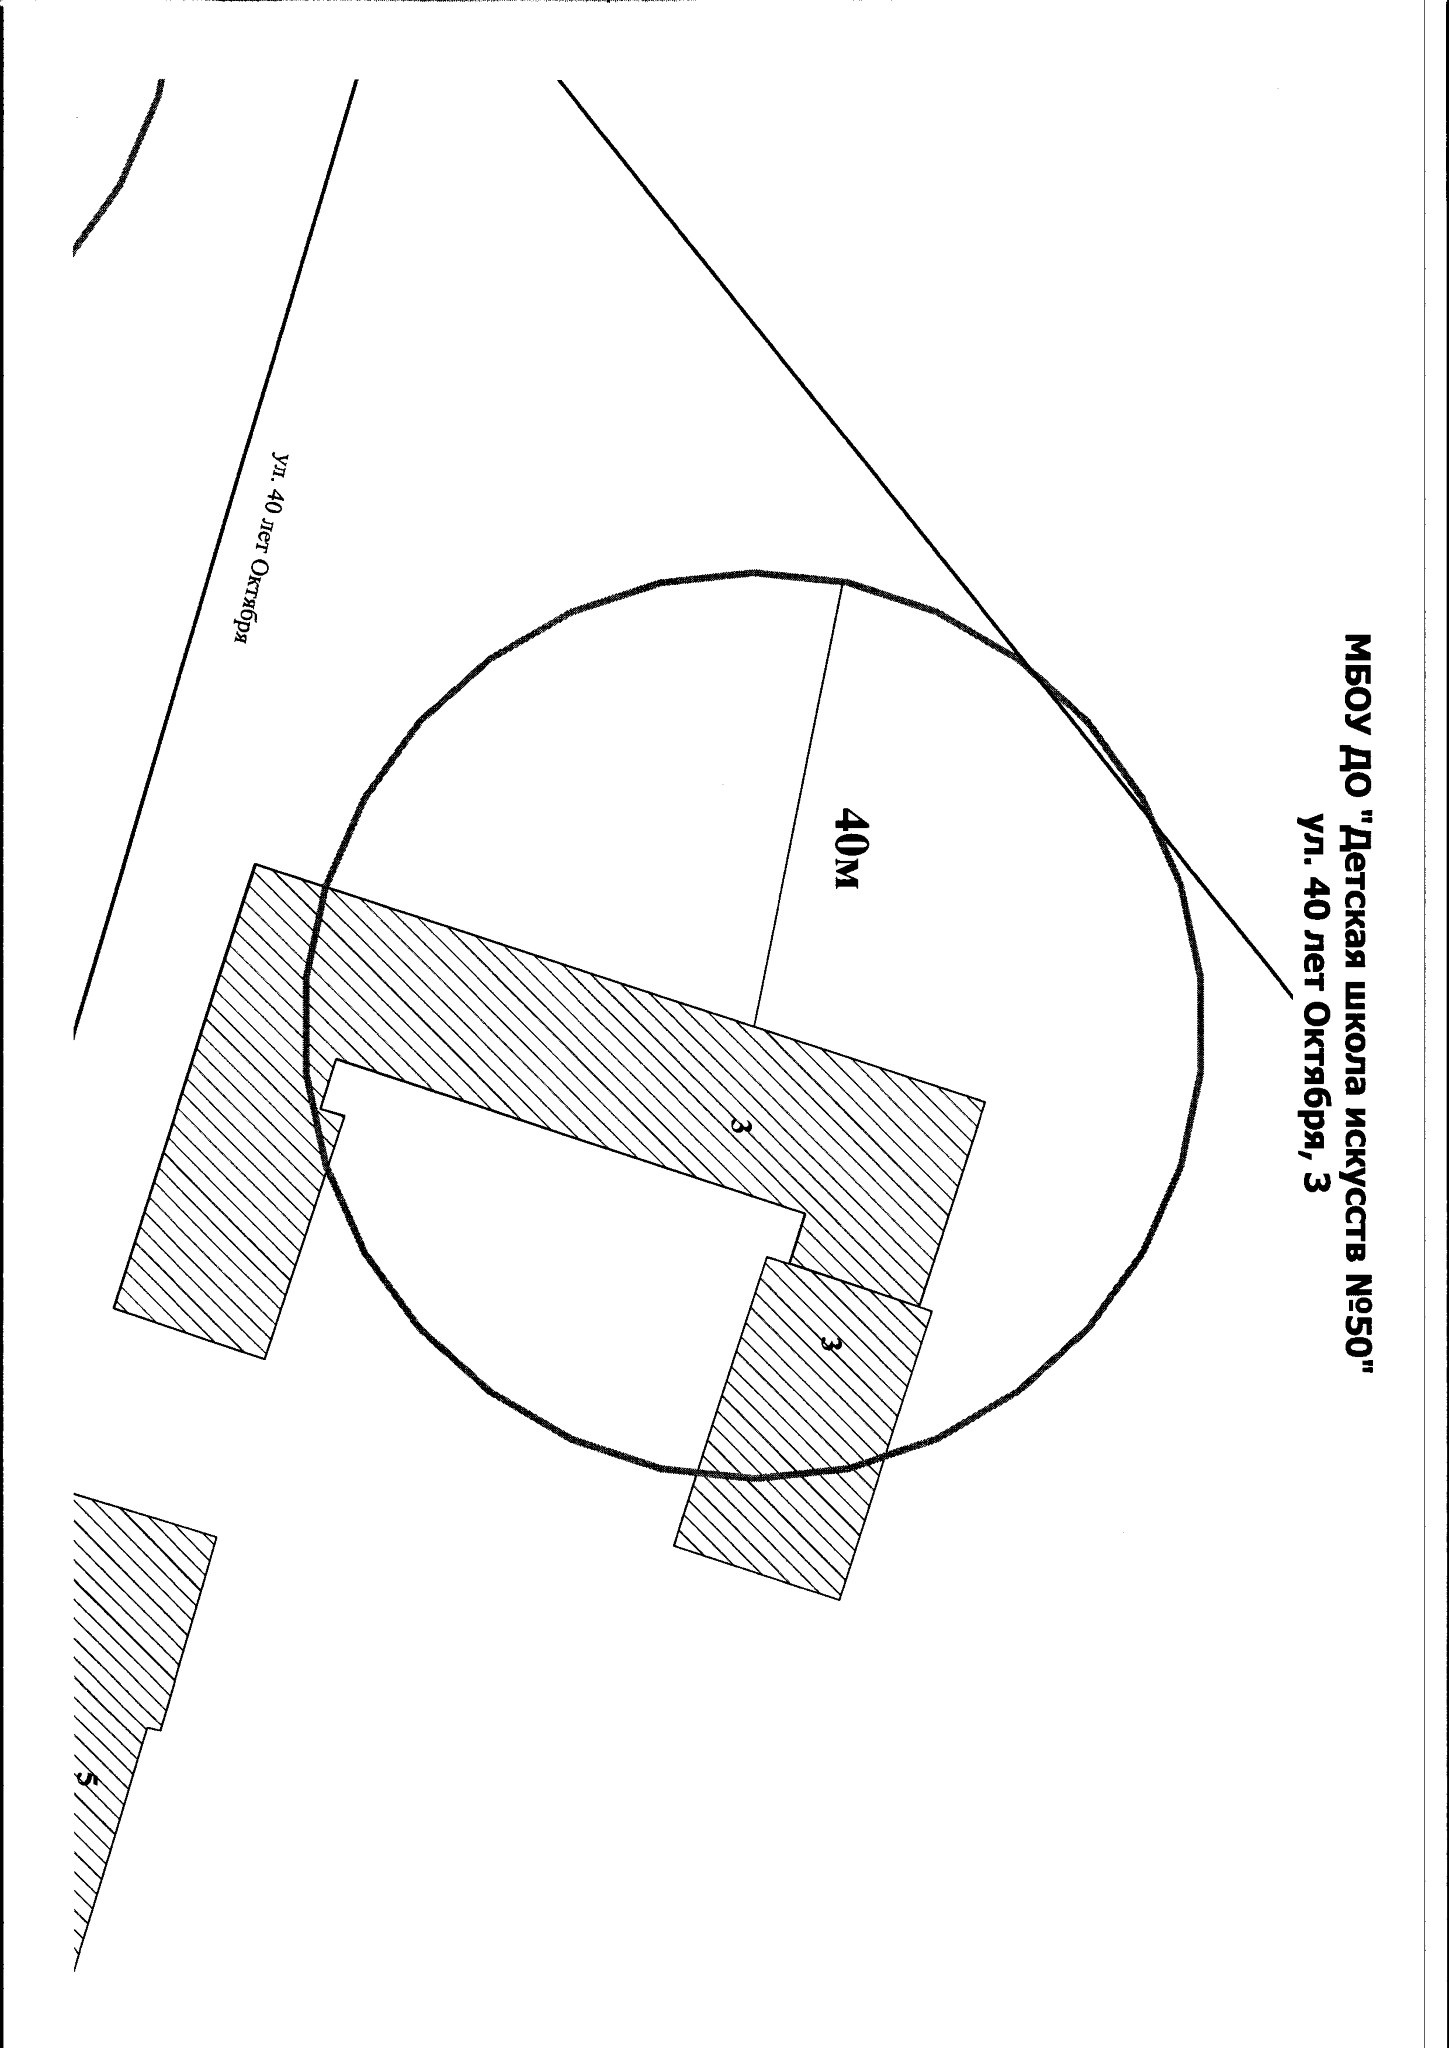 МБОУ ДО "Детская школа искусств №50"
ул. 40 лет Октября, 3
40м
3
3
ул. 40 лет Октября
5